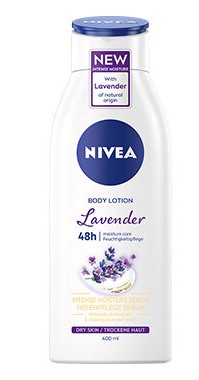 NEW
INTENSE MOISTURE
With
Lavender
of natural
origin
NIVEA
BODY LOTION
Lavender
48h moisture care
Feuchtigkeitspflege
INTENSE MOISTURE SERUM
TIEFENPFLEGE SERUM
DRY SKIN / TROCKENE HAUT
400 ml